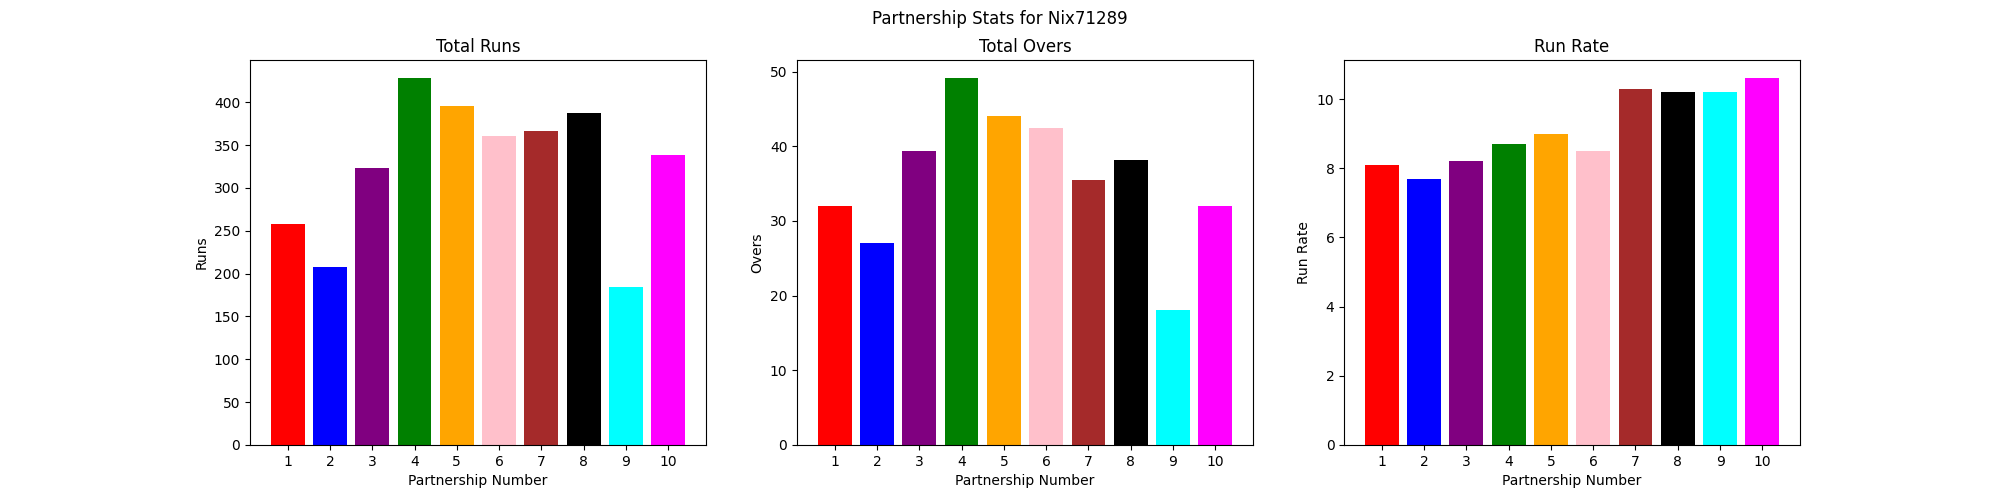 Partnership Stats for Nix71289
Total Runs
Runs
400
350
300
250
200
150
100
50
0
1 2 3 4 5 6 7 8 9 10
Partnership Number
Total Overs
Overs
50
40
30
20
10
0
1 2 3 4 5 6 7 8 9 10
Partnership Number
Run Rate
Run Rate
10
8
6
4
2
0
1 2 3 4 5 6 7 8 9 10
Partnership Number